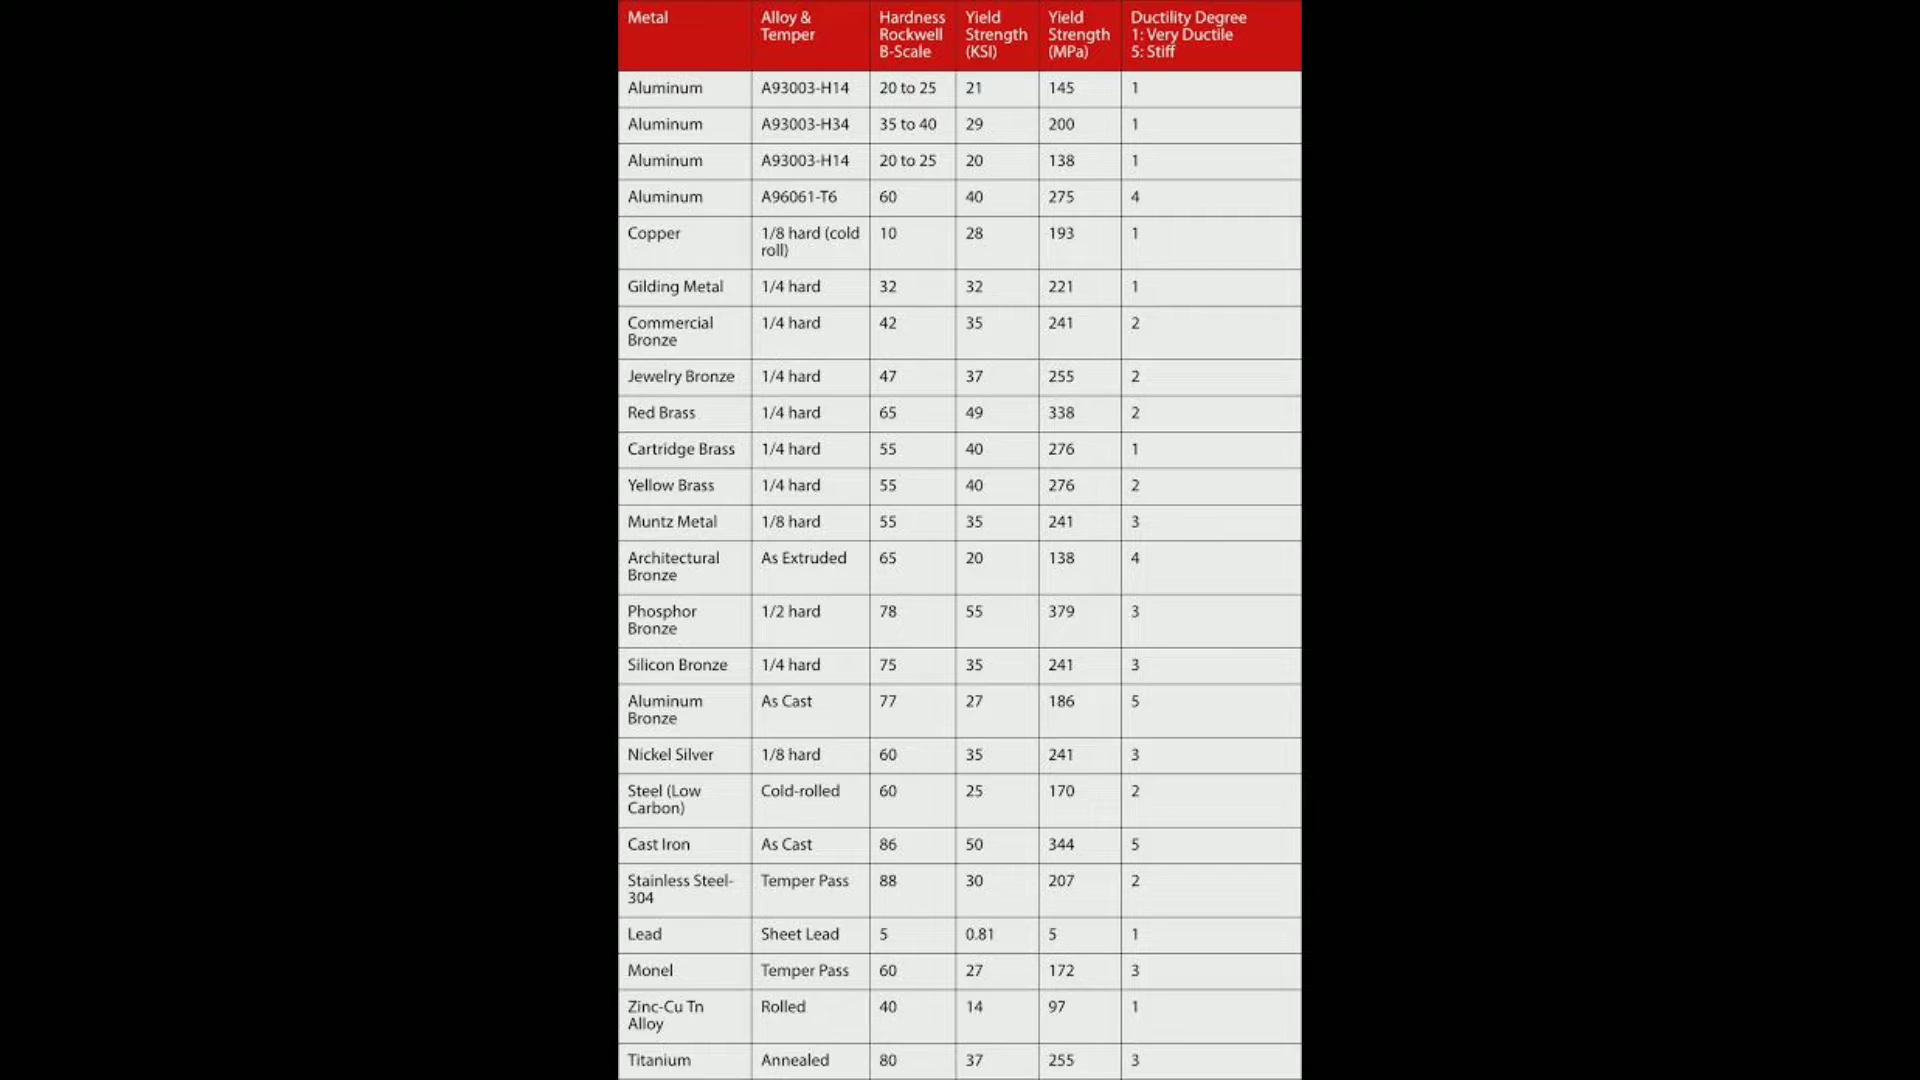 Metal Alloy & Temper Hardness Rockwell B-Scale Yield Strength (KSI) Yield Strength (MPa) Ductility Degree 1: Very Ductile 5: Stiff
Aluminum A93003-H14 20 to 25 21 145 1
Aluminum A93003-H34 35 to 40 29 200 1
Aluminum A93003-H14 20 to 25 20 138 1
Aluminum A96061-T6 60 40 275 4
Copper 1/8 hard (cold roll) 10 28 193 1
Gilding Metal 1/4 hard 32 32 221 1
Commercial Bronze 1/4 hard 42 35 241 2
Jewelry Bronze 1/4 hard 47 37 255 2
Red Brass 1/4 hard 65 49 338 2
Cartridge Brass 1/4 hard 55 40 276 1
Yellow Brass 1/4 hard 55 40 276 2
Muntz Metal 1/8 hard 55 35 241 3
Architectural Bronze As Extruded 65 20 138 4
Phosphor Bronze 1/2 hard 78 55 379 3
Silicon Bronze 1/4 hard 75 35 241 3
Aluminum Bronze As Cast 77 27 186 5
Nickel Silver 1/8 hard 60 35 241 3
Steel (Low Carbon) Cold-rolled 60 25 170 2
Cast Iron As Cast 86 50 344 5
Stainless Steel-304 Temper Pass 88 30 207 2
Lead Sheet Lead 5 0.81 5 1
Monel Temper Pass 60 27 172 3
Zinc-Cu Tn Alloy Rolled 40 14 97 1
Titanium Annealed 80 37 255 3